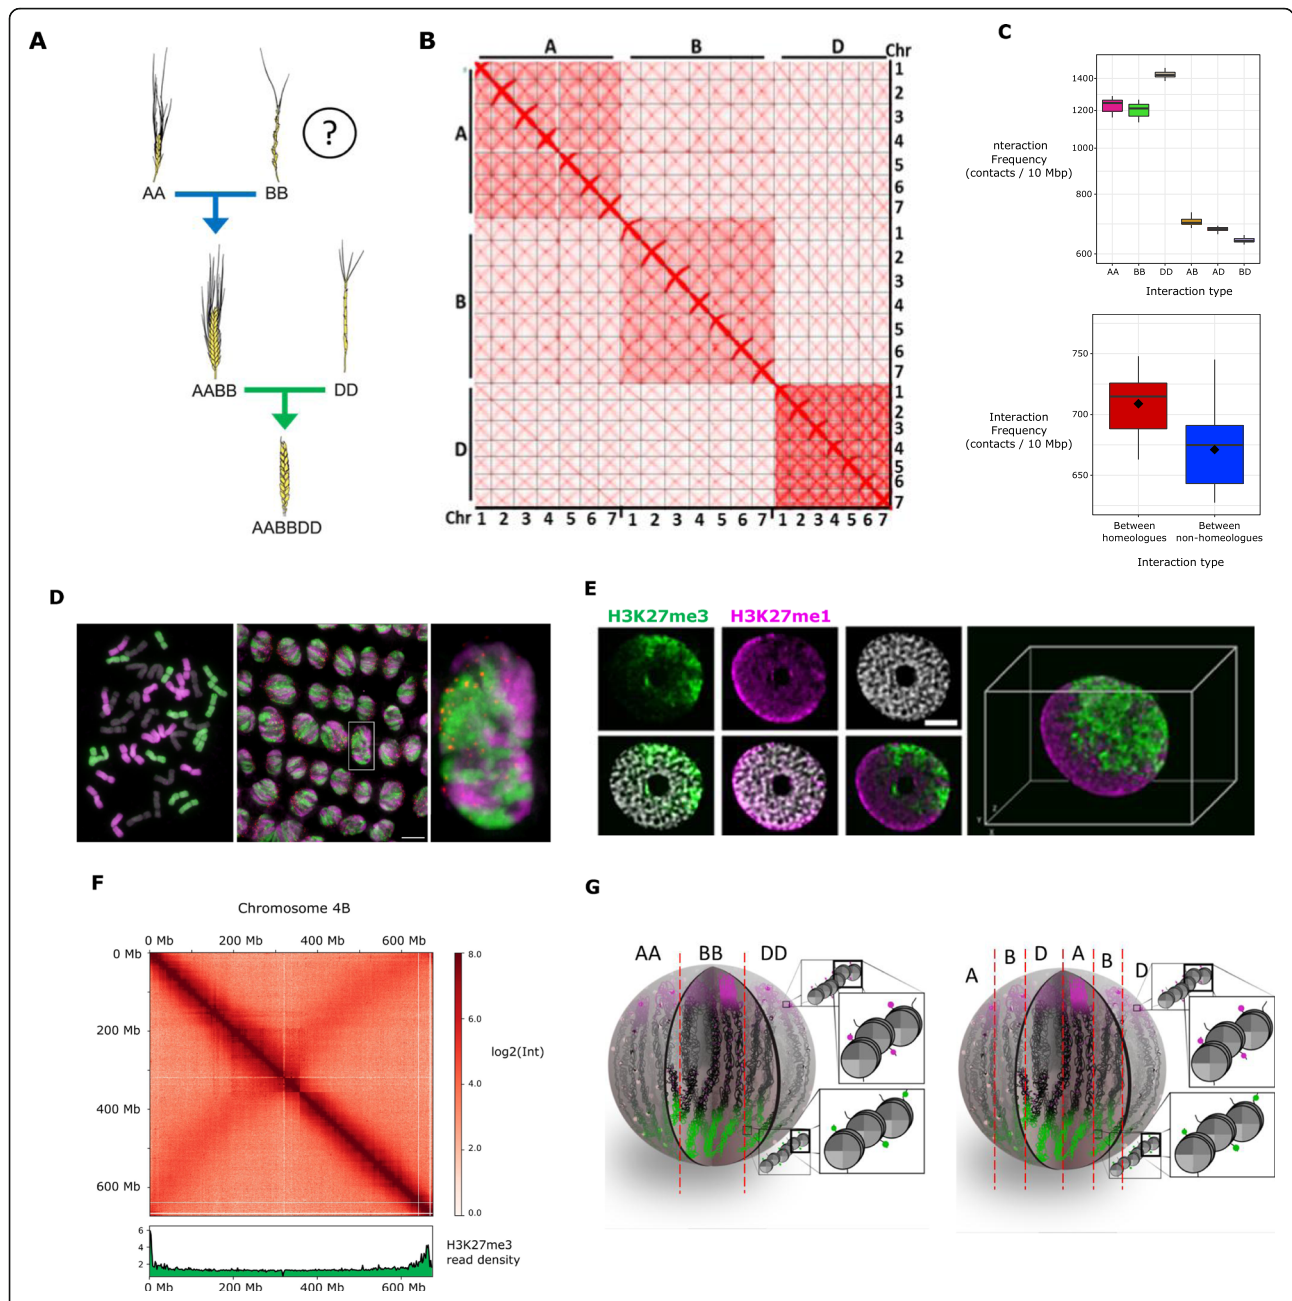 A
?
AA
BB
AABB
DD
AABBDD
B
A B D Chr
A
B
D
1
2
3
4
5
6
7
1
2
3
4
5
6
7
1
2
3
4
5
6
7
Chr 1 2 3 4 5 6 7 1 2 3 4 5 6 7 1 2 3 4 5 6 7
C
1400
1200
1000
800
600
nteraction
Frequency
(contacts / 10 Mbp)
AA BB DD AB AD BD
Interaction type
750
700
650
Interaction
Frequency
(contacts / 10 Mbp)
Between
homeologues
Between
non-homeologues
Interaction type
D
E
H3K27me3 H3K27me1
Z
Y
X
F
Chromosome 4B
0 Mb 200 Mb 400 Mb 600 Mb
0 Mb
200 Mb
400 Mb
600 Mb
8.0
6.0
4.0
2.0
0.0
log2(Int)
6
4
2
H3K27me3
read density
0 Mb 200 Mb 400 Mb 600 Mb
G
AA BB DD
A B D A B D